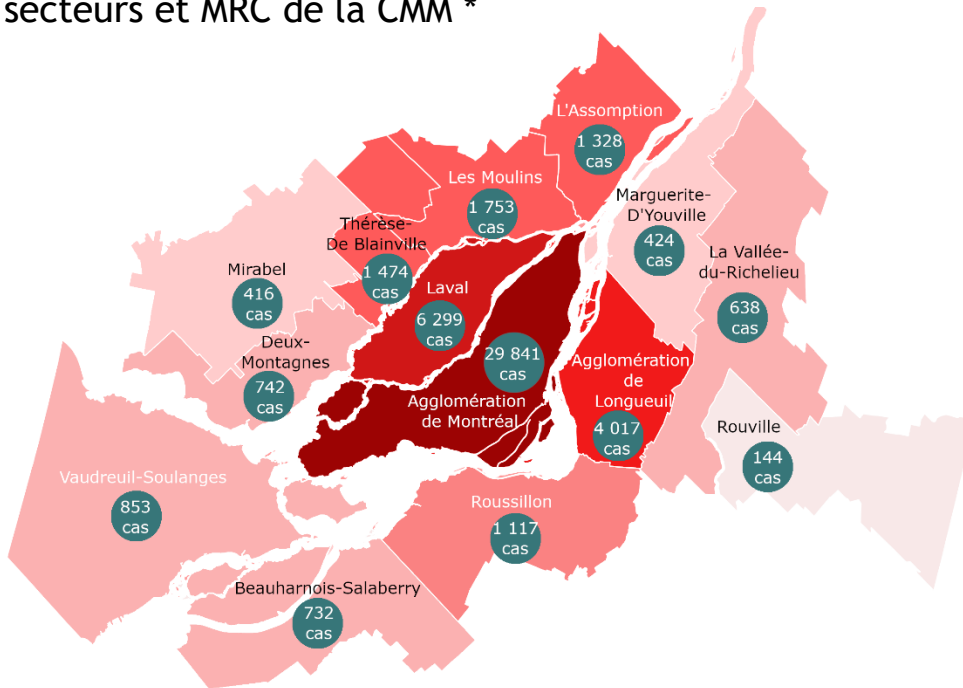 secteurs et MRC de la CMM *
L'Assomption
1 328
cas
Les Moulins
1 753
cas
Marguerite-
D'Youville
424
cas
Thérèse-
De Blainville
1 474
cas
La Vallée-
du-Richelieu
638
cas
Mirabel
416
cas
Laval
6 299
cas
Deux-
Montagnes
742
cas
29 841
cas
Agglomération
de Montréal
Agglomération
de
Longueuil
4 017
cas
Rouville
144
cas
Vaudreuil-Soulanges
853
cas
Roussillon
1 117
cas
Beauharnois-Salaberry
732
cas